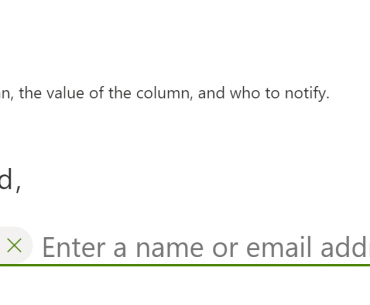 n, the value of the column, and who to notify.
d,
Enter a name or email addr